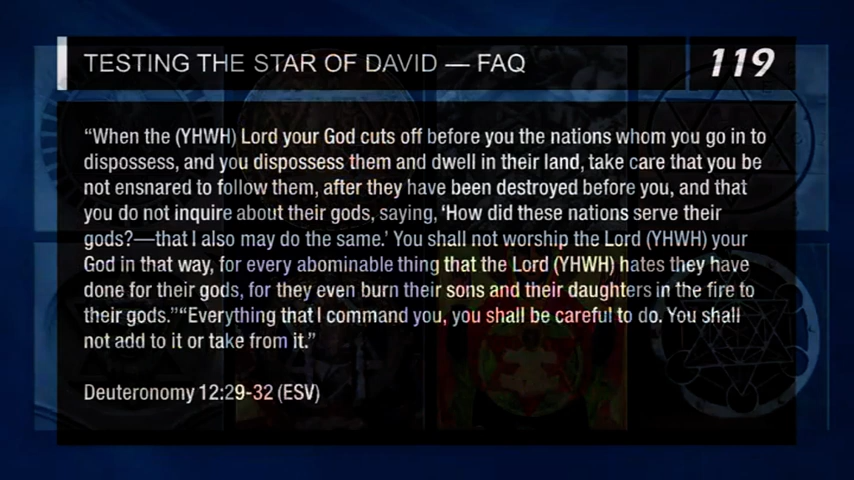 TESTING THE STAR OF DAVID — FAQ
119
“When the (YHWH) Lord your God cuts off before you the nations whom you go in to
dispossess, and you dispossess them and dwell in their land, take care that you be
not ensnared to follow them, after they have been destroyed before you, and that
you do not inquire about their gods, saying, ‘How did these nations serve their
gods?—that I also may do the same.’ You shall not worship the Lord (YHWH) your
God in that way, for every abominable thing that the Lord (YHWH) hates they have
done for their gods, for they even burn their sons and their daughters in the fire to
their gods.”“Everything that I command you, you shall be careful to do. You shall
not add to it or take from it.”
Deuteronomy 12:29-32 (ESV)